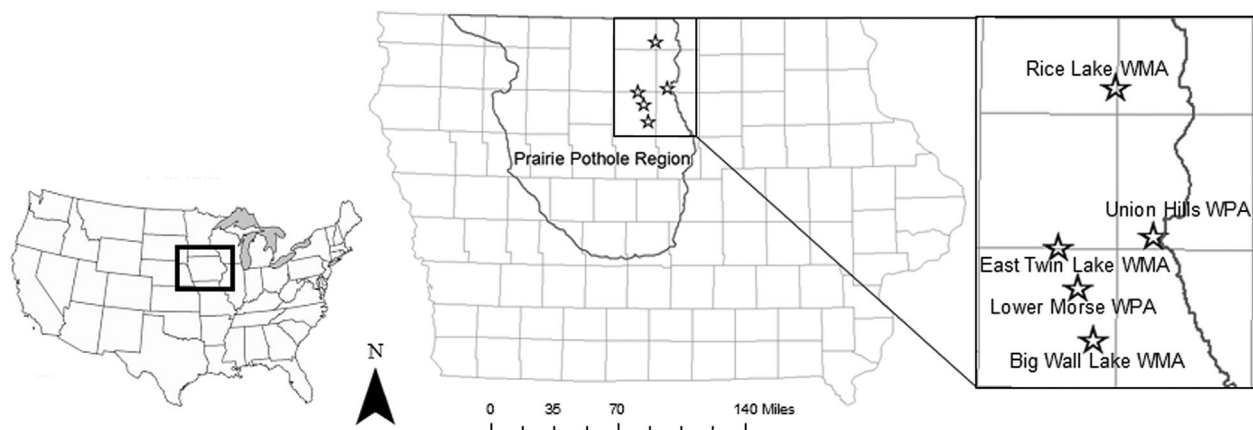 Prairie Pothole Region
Rice Lake WMA
Union Hills WPA
East Twin Lake WMA
Lower Morse WPA
Big Wall Lake WMA
N
0 35 70 140 Miles